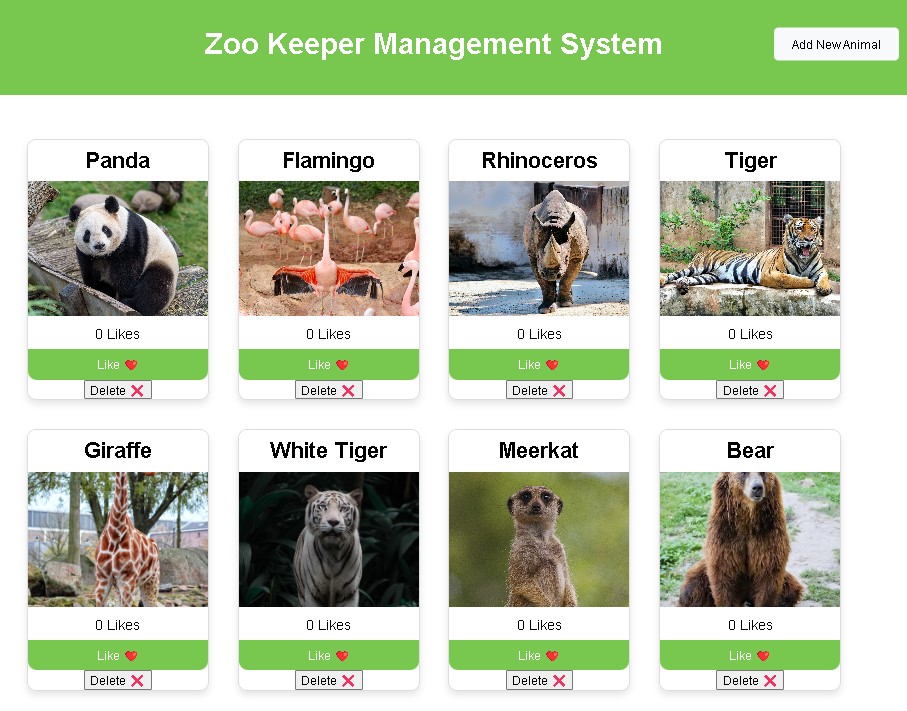 Zoo Keeper Management System
Add New Animal
Panda
0 Likes
Like ❤
Delete ❌
Flamingo
0 Likes
Like ❤
Delete ❌
Rhinoceros
0 Likes
Like ❤
Delete ❌
Tiger
0 Likes
Like ❤
Delete ❌
Giraffe
0 Likes
Like ❤
Delete ❌
White Tiger
0 Likes
Like ❤
Delete ❌
Meerkat
0 Likes
Like ❤
Delete ❌
Bear
0 Likes
Like ❤
Delete ❌